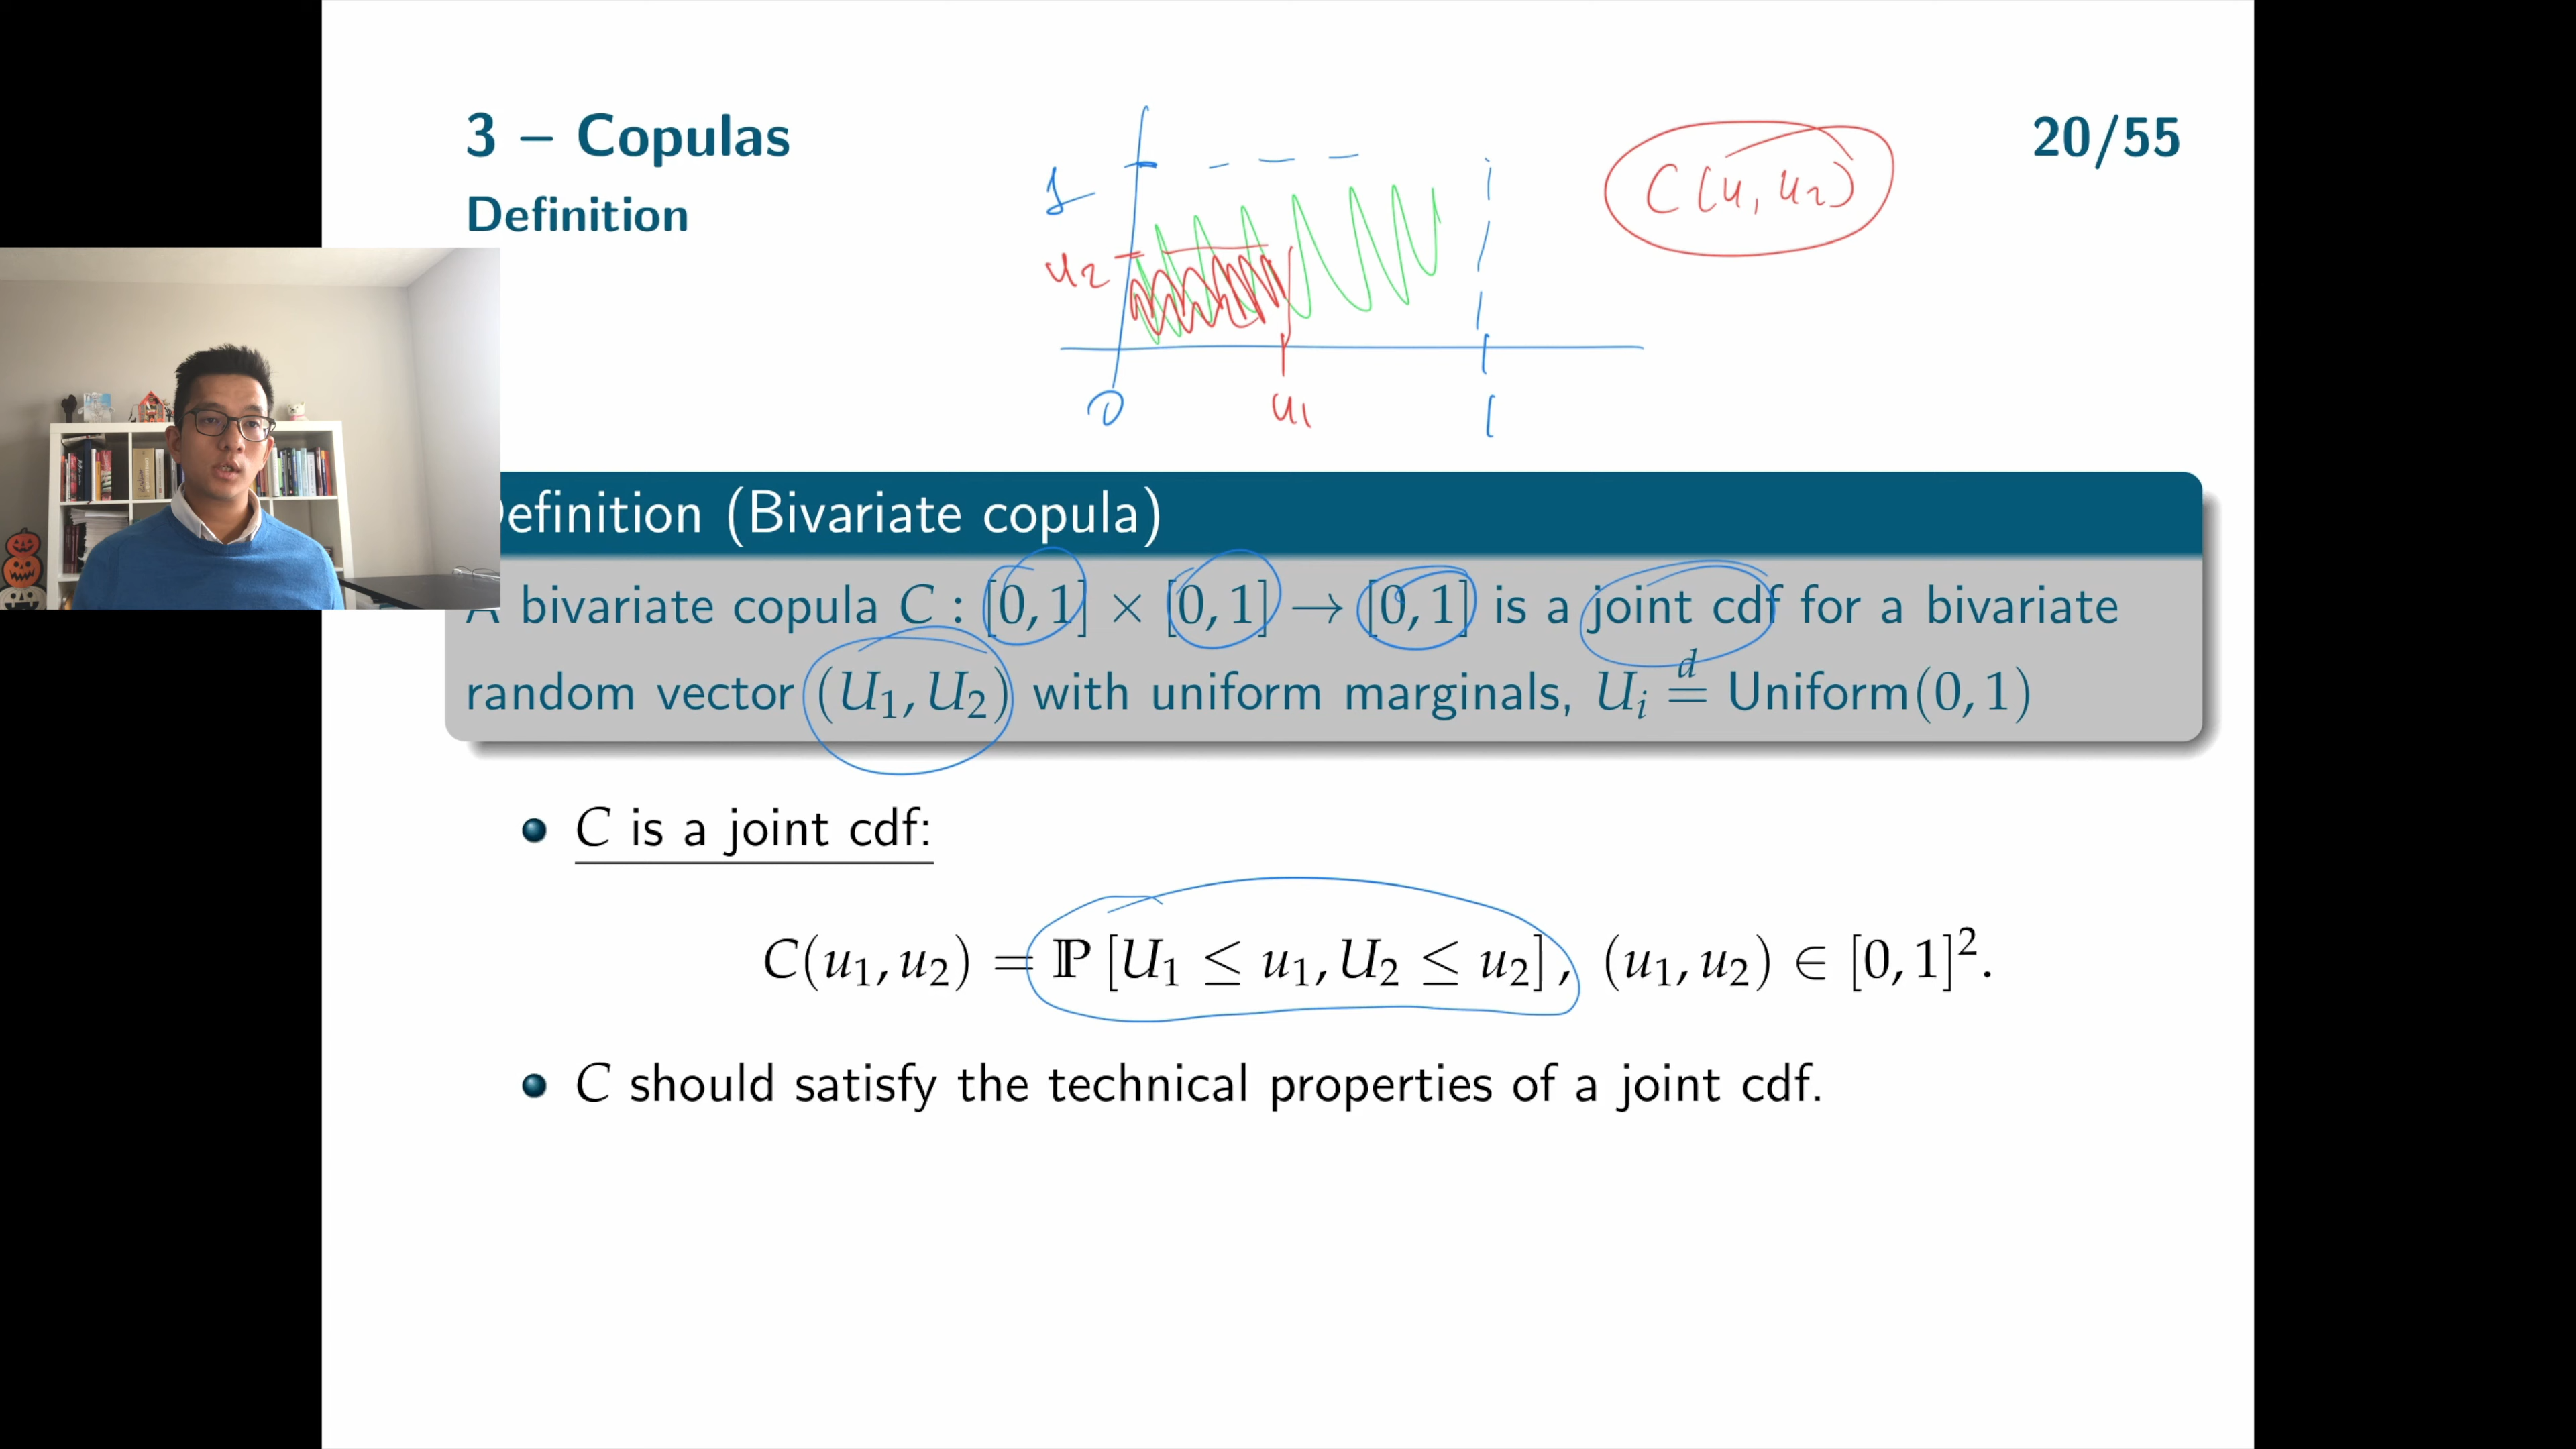 3 – Copulas
20/55
Definition
1
u2
0
u1
1
C(u, u2)
efinition (Bivariate copula)
A bivariate copula C : [0, 1] × [0, 1] → [0, 1] is a joint cdf for a bivariate
random vector (U₁, U₂) with uniform marginals, Uᵢ =ᵈ Uniform(0, 1)
C is a joint cdf:
C(u₁, u₂) = ℙ [U₁ ≤ u₁, U₂ ≤ u₂] , (u₁, u₂) ∈ [0, 1]².
C should satisfy the technical properties of a joint cdf.